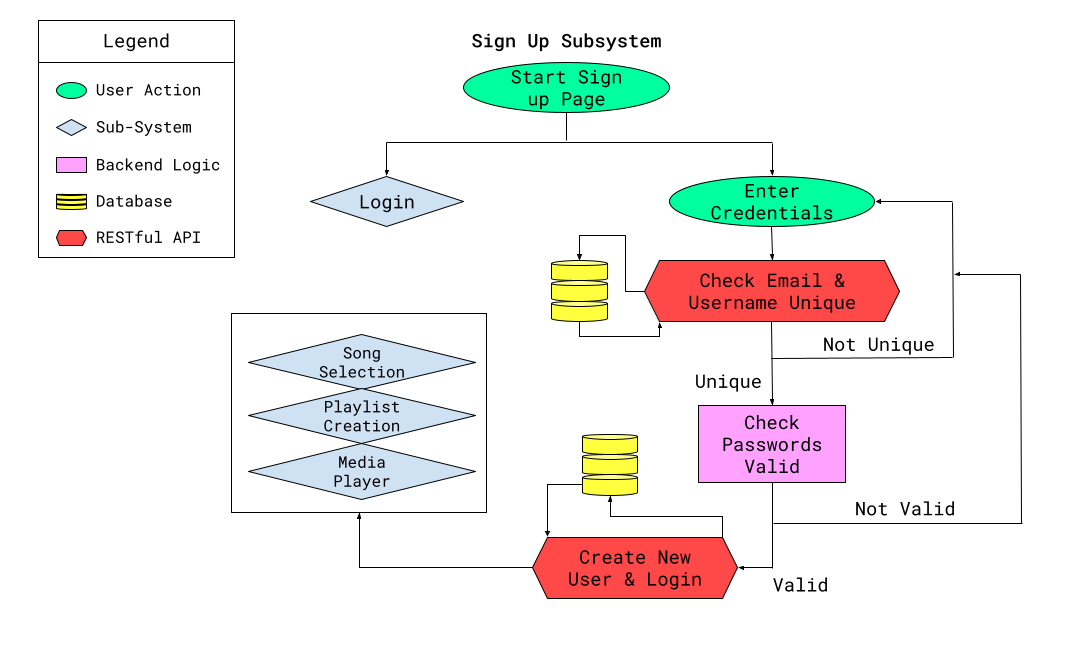 Legend
User Action
Sub-System
Backend Logic
Database
RESTful API
Sign Up Subsystem
Start Sign
up Page
Login
Enter
Credentials
Check Email &
Username Unique
Not Unique
Unique
Check
Passwords
Valid
Not Valid
Valid
Create New
User & Login
Song
Selection
Playlist
Creation
Media
Player